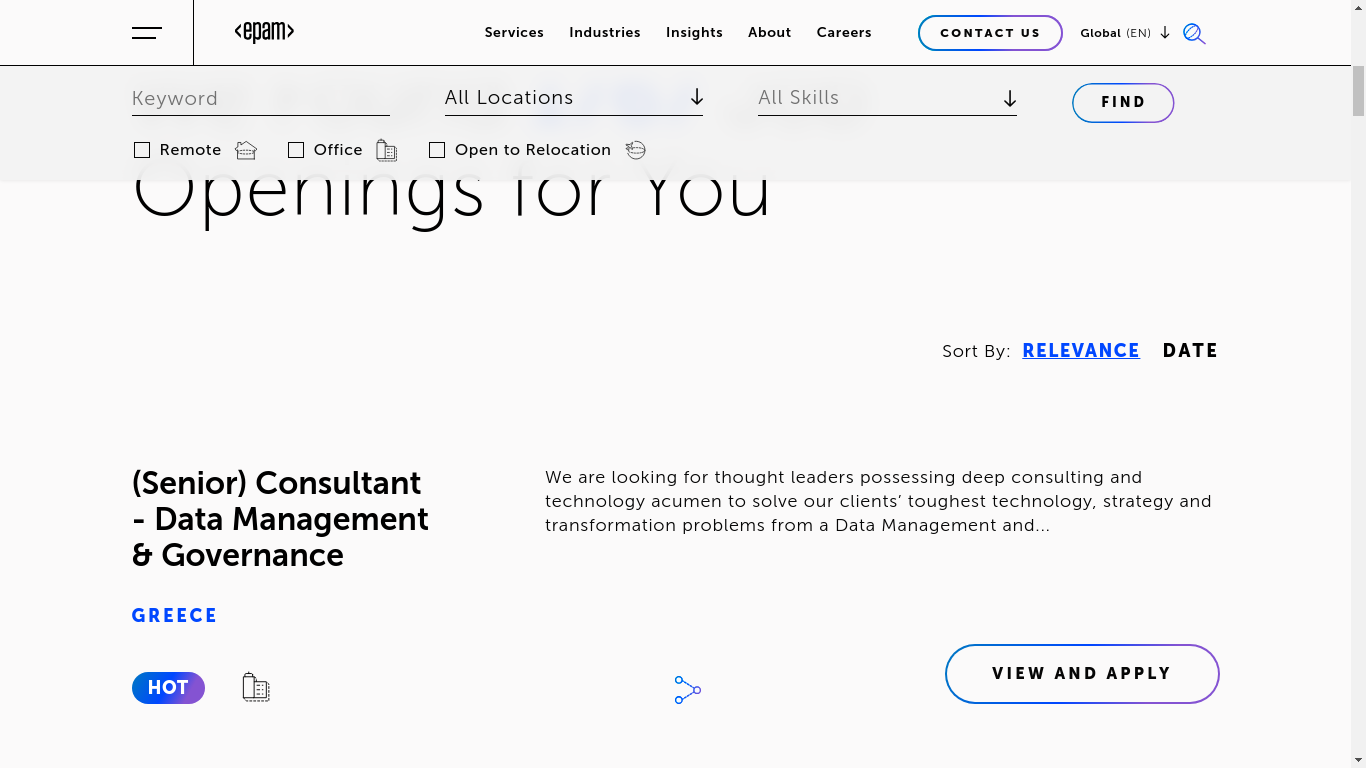 <epam>
Services Industries Insights About Careers CONTACT US Global (EN)
Keyword All Locations All Skills FIND
Remote Office Open to Relocation
Openings for You
Sort By: RELEVANCE DATE
(Senior) Consultant
- Data Management
& Governance
We are looking for thought leaders possessing deep consulting and
technology acumen to solve our clients’ toughest technology, strategy and
transformation problems from a Data Management and...
GREECE
HOT
VIEW AND APPLY